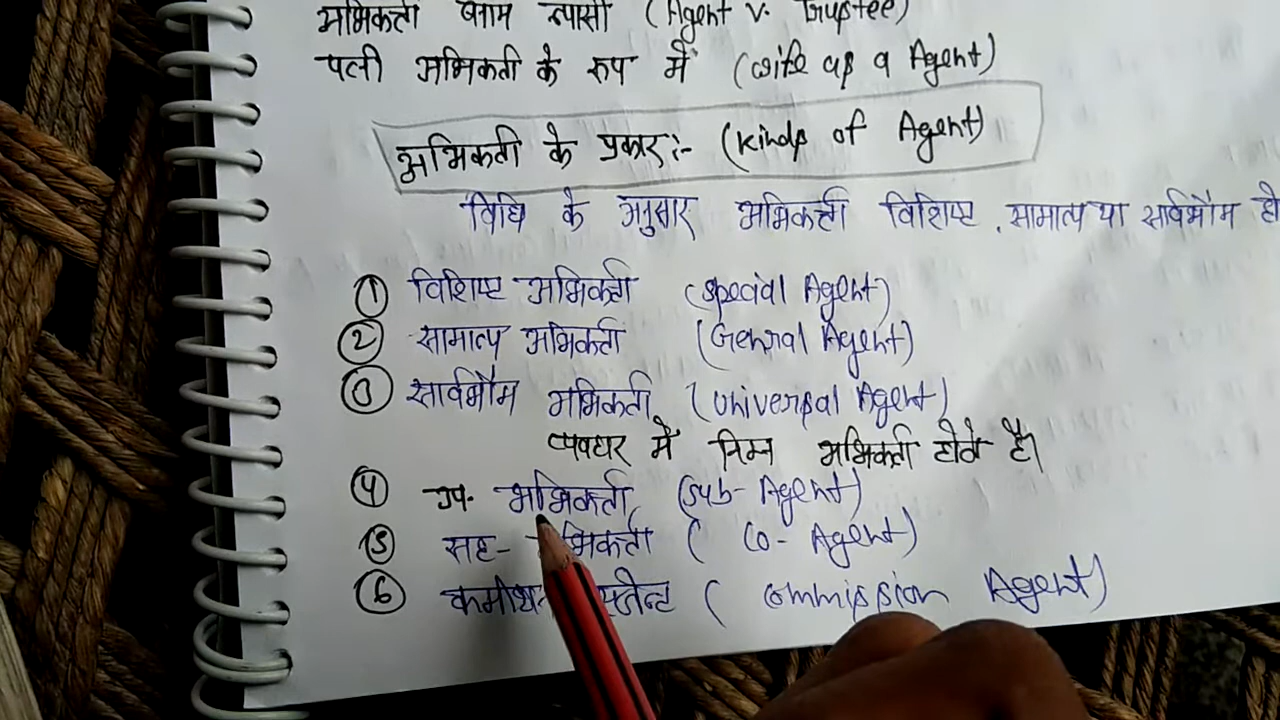 अभिकर्ता बनाम न्यासी (Agent v. Trustee)
पत्नी अभिकर्ता के रूप में (wife as a Agent)
अभिकर्ता के प्रकार:- (Kinds of Agent)
विधि के अनुसार अभिकर्ता विशिष्ट, सामान्य या सार्वभौम हो
① विशिष्ट अभिकर्ता (Special Agent)
② सामान्य अभिकर्ता (General Agent)
③ सार्वभौम अभिकर्ता (Universal Agent)
व्यवहार में निम्न अभिकर्ता होते है।
④ उप- अभिकर्ता (Sub- Agent)
⑤ सह- अभिकर्ता (Co- Agent)
⑥ (Commission Agent)